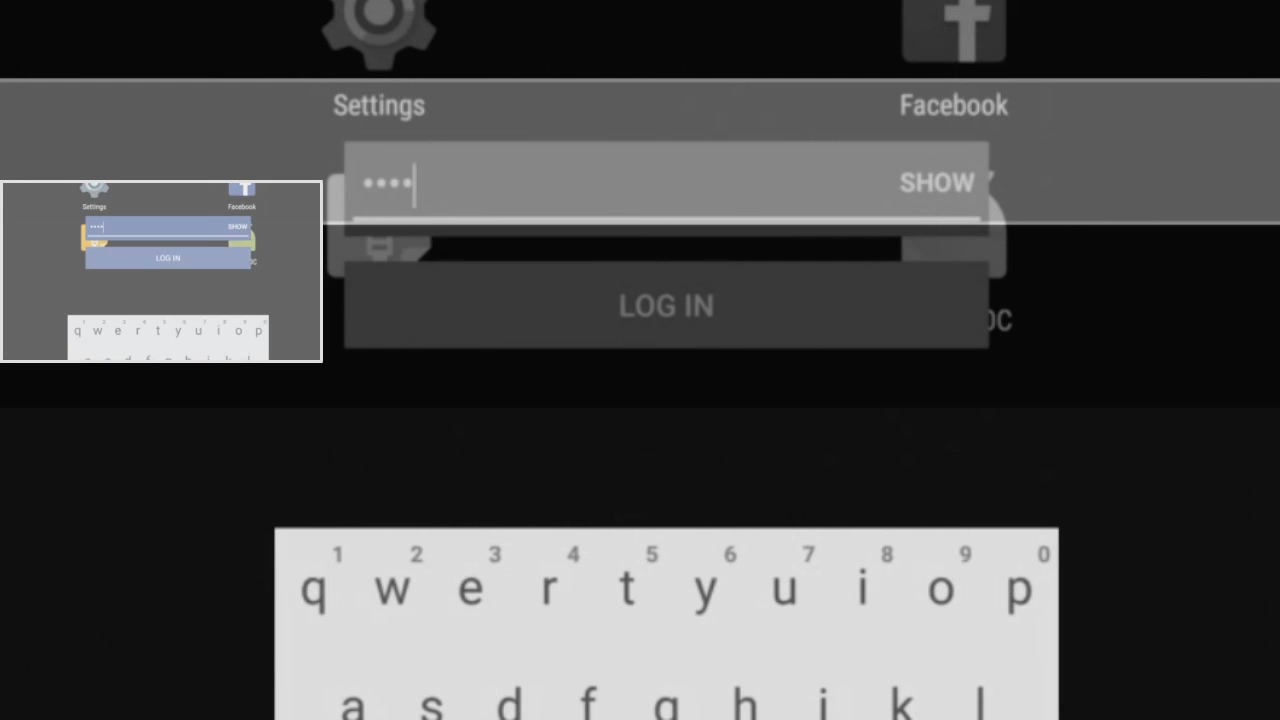 Settings Facebook
•••• SHOW
LOG IN
Settings Facebook
•••• SHOW
LOG IN
q w e r t y u i o p
1 2 3 4 5 6 7 8 9 0
q w e r t y u i o p
a s d f g h j k l